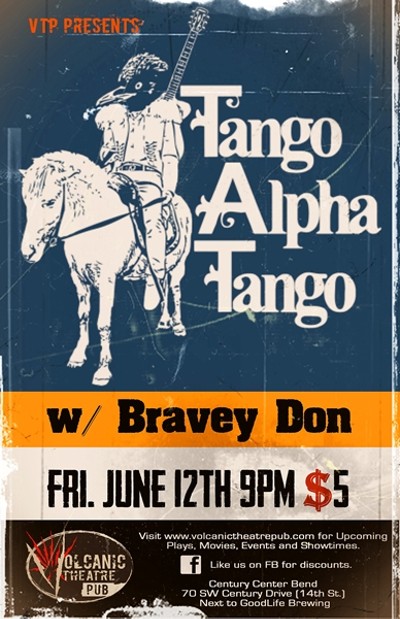 VTP PRESENTS
Tango
Alpha
Tango
w/ Bravey Don
FRI. JUNE 12TH 9PM $5
VOLCANIC
THEATRE
PUB
Visit www.volcanictheatrepub.com for Upcoming
Plays, Movies, Events and Showtimes.
f Like us on FB for discounts.
Century Center Bend
70 SW Century Drive (14th St.)
Next to GoodLife Brewing